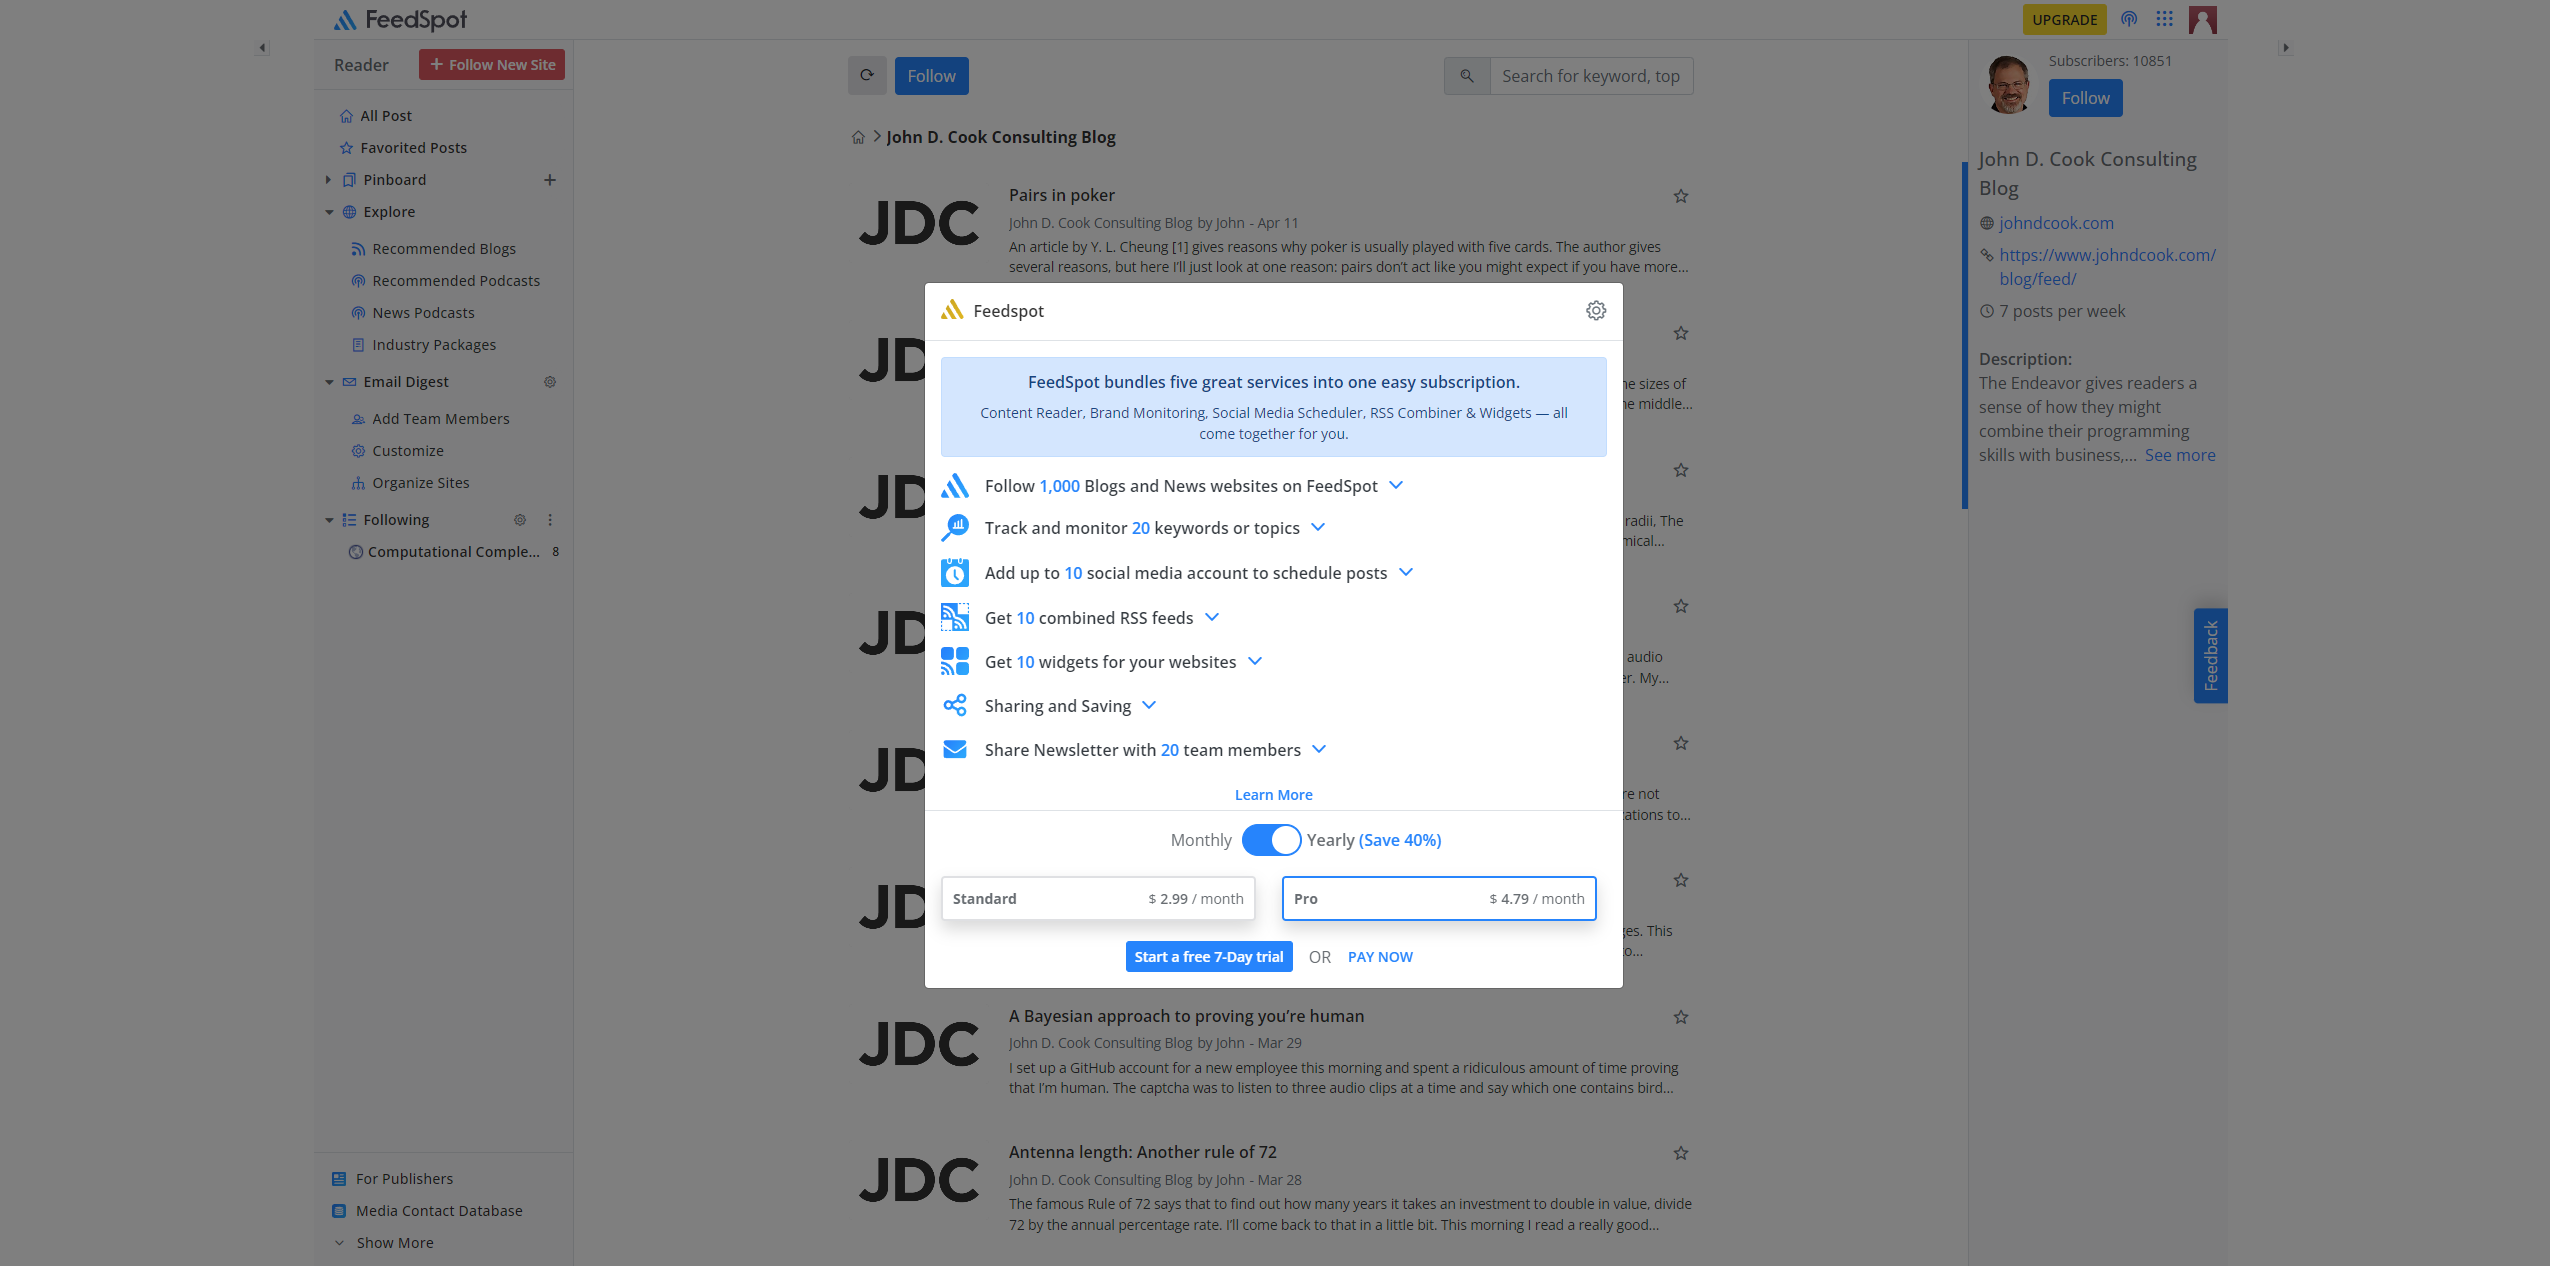 FeedSpot
UPGRADE
Reader
+ Follow New Site
All Post
Favorited Posts
Pinboard
Explore
Recommended Blogs
Recommended Podcasts
News Podcasts
Industry Packages
Email Digest
Add Team Members
Customize
Organize Sites
Following
Computational Comple... 8
For Publishers
Media Contact Database
Show More
Follow
Search for keyword, top
John D. Cook Consulting Blog
JDC
Pairs in poker
John D. Cook Consulting Blog by John - Apr 11
An article by Y. L. Cheung [1] gives reasons why poker is usually played with five cards. The author gives
several reasons, but here I'll just look at one reason: pairs don't act like you might expect if you have more...
JD
he sizes of
he middle...
JD
radii, The
mical...
JD
audio
er. My...
JD
re not
ations to...
JD
ges. This
to...
Feedspot
FeedSpot bundles five great services into one easy subscription.
Content Reader, Brand Monitoring, Social Media Scheduler, RSS Combiner & Widgets — all
come together for you.
Follow 1,000 Blogs and News websites on FeedSpot
Track and monitor 20 keywords or topics
Add up to 10 social media account to schedule posts
Get 10 combined RSS feeds
Get 10 widgets for your websites
Sharing and Saving
Share Newsletter with 20 team members
Learn More
Monthly Yearly (Save 40%)
Standard $ 2.99 / month
Pro $ 4.79 / month
Start a free 7-Day trial OR PAY NOW
JDC
A Bayesian approach to proving you're human
John D. Cook Consulting Blog by John - Mar 29
I set up a GitHub account for a new employee this morning and spent a ridiculous amount of time proving
that I'm human. The captcha was to listen to three audio clips at a time and say which one contains bird...
JDC
Antenna length: Another rule of 72
John D. Cook Consulting Blog by John - Mar 28
The famous Rule of 72 says that to find out how many years it takes an investment to double in value, divide
72 by the annual percentage rate. I'll come back to that in a little bit. This morning I read a really good...
Subscribers: 10851
Follow
John D. Cook Consulting
Blog
johndcook.com
https://www.johndcook.com/
blog/feed/
7 posts per week
Description:
The Endeavor gives readers a
sense of how they might
combine their programming
skills with business,... See more
Feedback